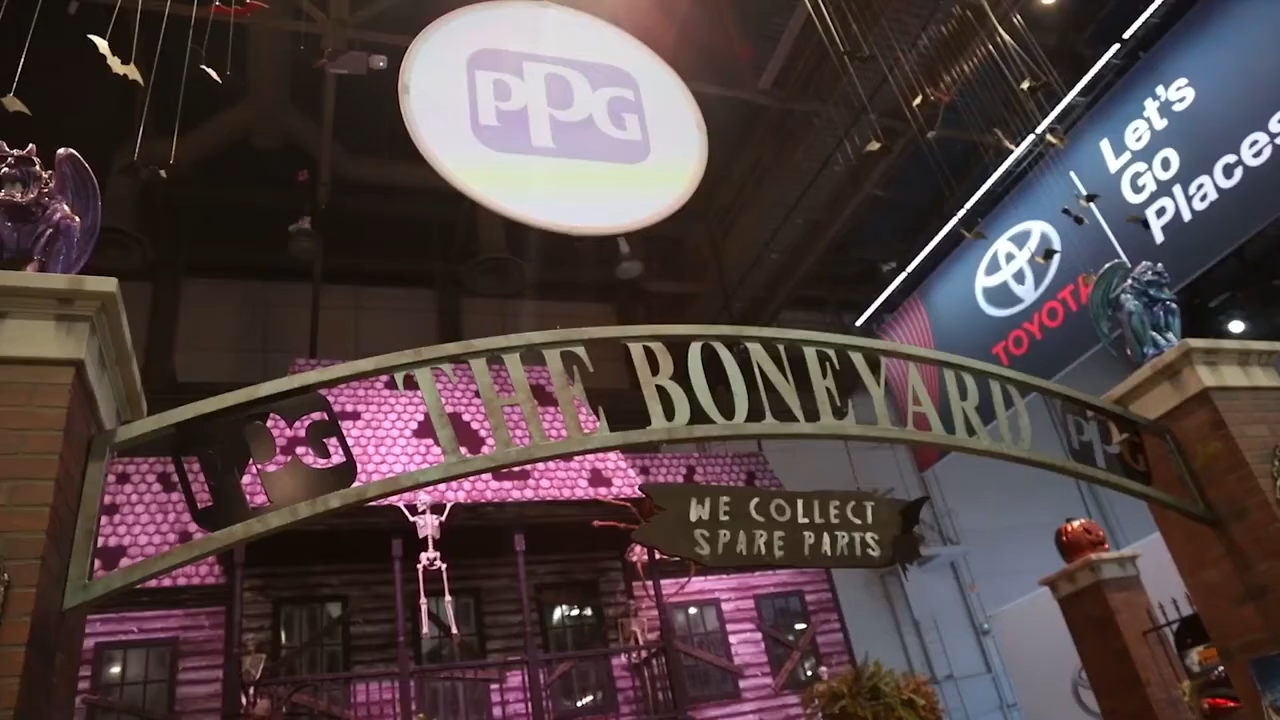 PPG
Let's
Go
Places
TOYOTA
THE BONEYARD
PPG
PPG
WE COLLECT
SPARE PARTS